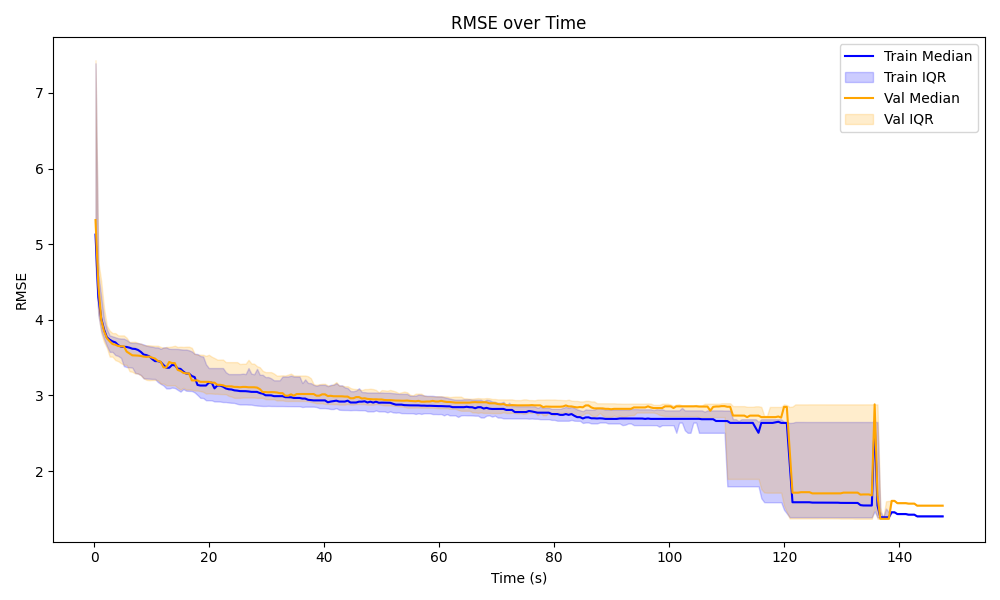 RMSE over Time
Train Median
Train IQR
Val Median
Val IQR
RMSE
7
6
5
4
3
2
0 20 40 60 80 100 120 140
Time (s)